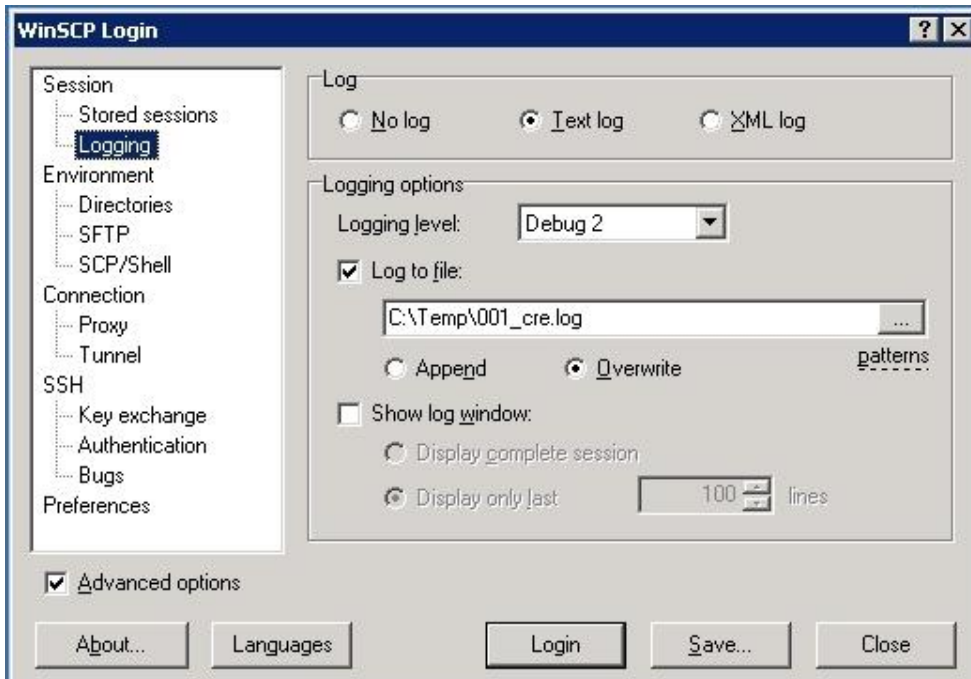 WinSCP Login
Session
Stored sessions
Logging
Environment
Directories
SFTP
SCP/Shell
Connection
Proxy
Tunnel
SSH
Key exchange
Authentication
Bugs
Preferences
Advanced options
Log
No log Text log XML log
Logging options
Logging level: Debug 2
Log to file:
C:\Temp\001_cre.log ...
Append Overwrite patterns
Show log window:
Display complete session
Display only last 100 lines
About... Languages Login Save... Close